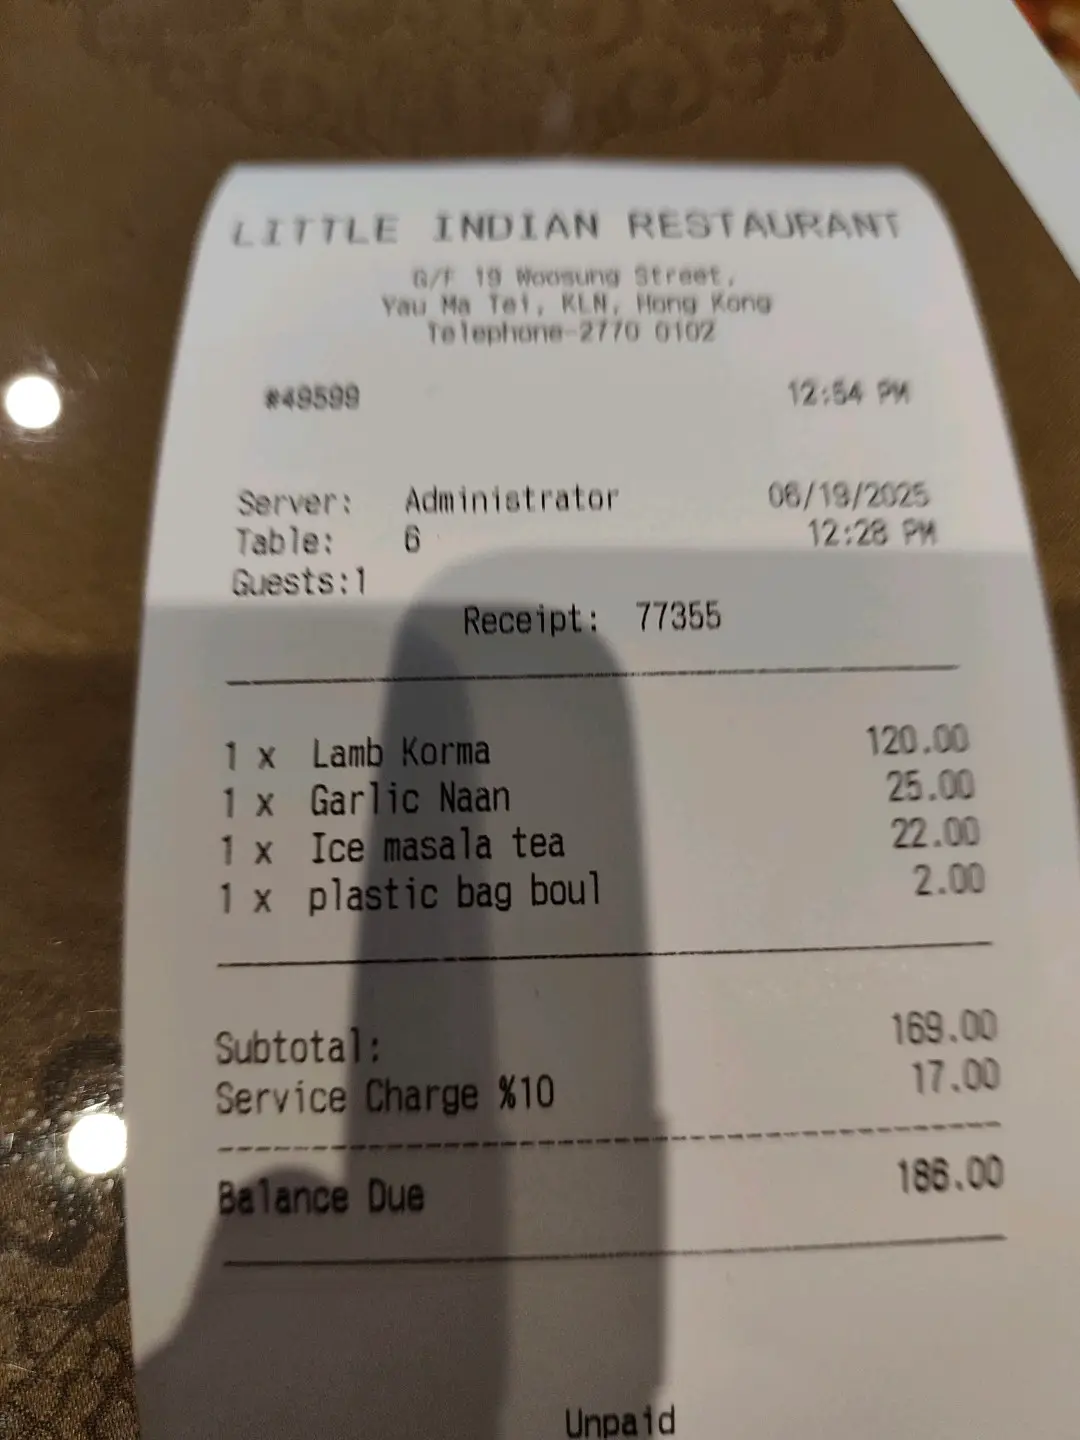 LITTLE INDIAN RESTAURANT
G/F 19 Woosung Street,
Yau Ma Tei, KLN, Hong Kong
Telephone-2770 0102
#49599 12:54 PM
Server: Administrator 06/19/2025
Table: 6 12:28 PM
Guests:1
Receipt: 77355
1 x Lamb Korma 120.00
1 x Garlic Naan 25.00
1 x Ice masala tea 22.00
1 x plastic bag boul 2.00
Subtotal: 169.00
Service Charge %10 17.00
Balance Due 186.00
Unpaid